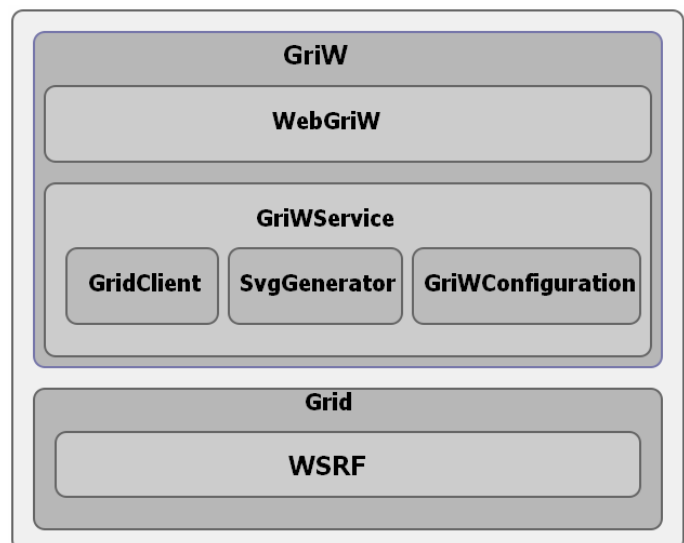 GriW
WebGriW
GriWService
GridClient SvgGenerator GriWConfiguration
Grid
WSRF